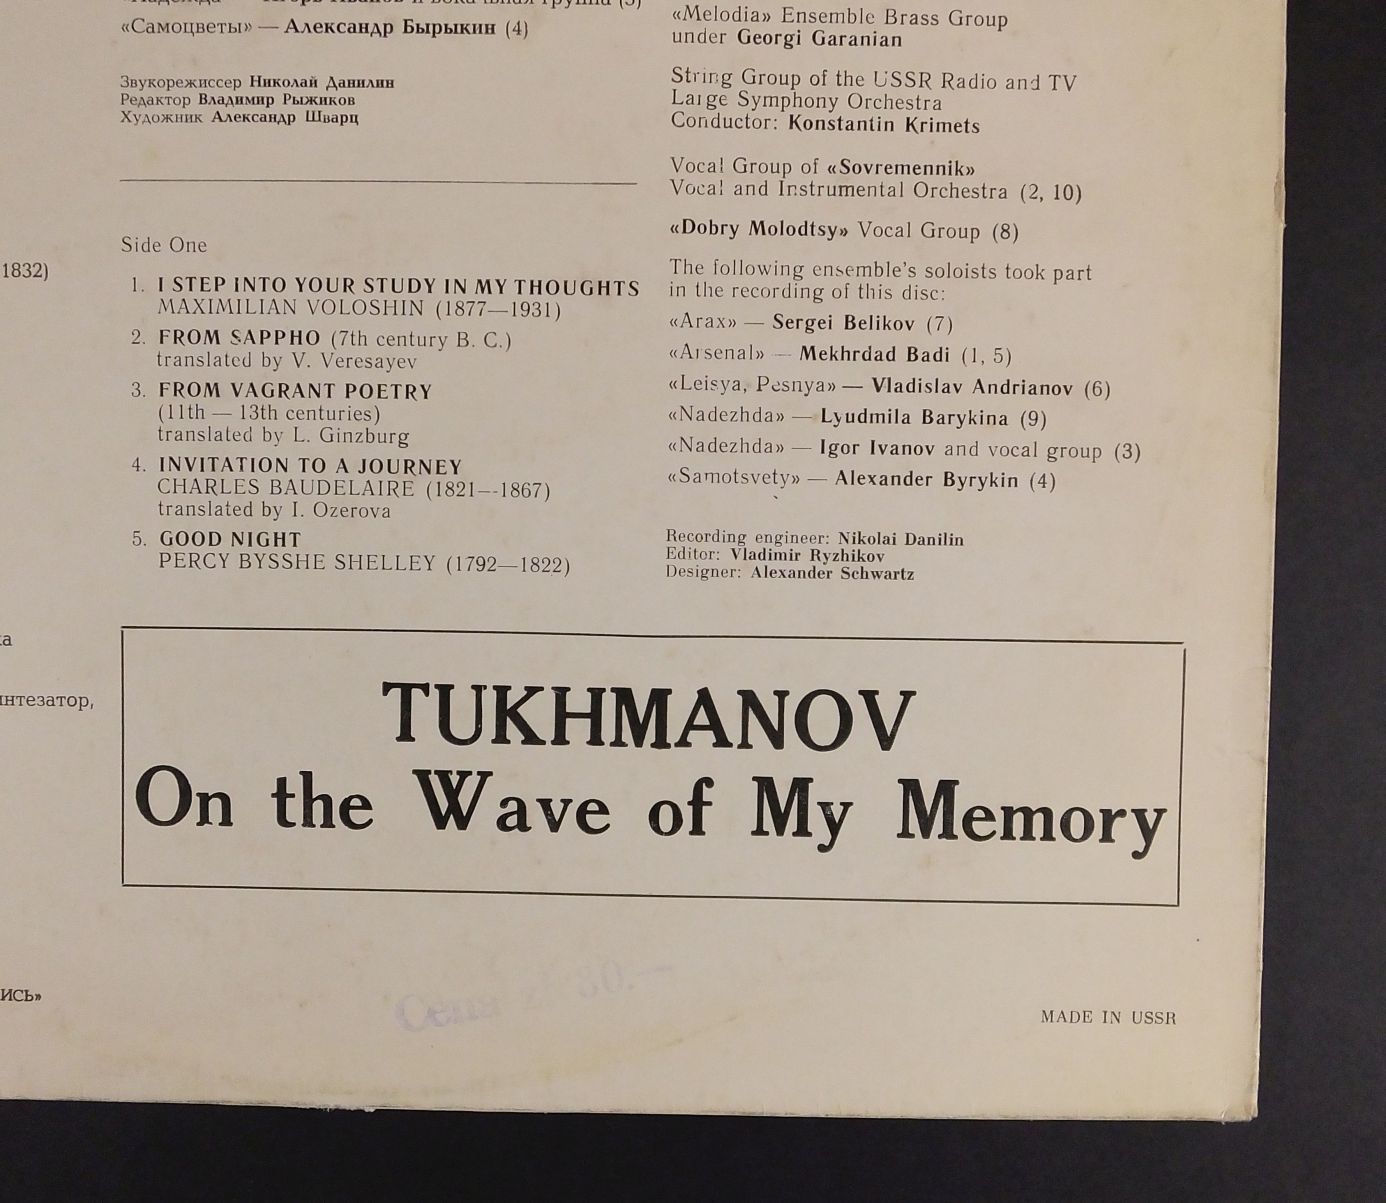 «Самоцветы» — Александр Бырыкин (4)
Звукорежиссер Николай Данилин
Редактор Владимир Рыжиков
Художник Александр Шварц
1832)
интезатор,
ИСЬ»
Side One
1. I STEP INTO YOUR STUDY IN MY THOUGHTS
MAXIMILIAN VOLOSHIN (1877—1931)
2. FROM SAPPHO (7th century B. C.)
translated by V. Veresayev
3. FROM VAGRANT POETRY
(11th — 13th centuries)
translated by L. Ginzburg
4. INVITATION TO A JOURNEY
CHARLES BAUDELAIRE (1821—1867)
translated by I. Ozerova
5. GOOD NIGHT
PERCY BYSSHE SHELLEY (1792—1822)
«Melodia» Ensemble Brass Group
under Georgi Garanian
String Group of the USSR Radio and TV
Large Symphony Orchestra
Conductor: Konstantin Krimets
Vocal Group of «Sovremennik»
Vocal and Instrumental Orchestra (2, 10)
«Dobry Molodtsy» Vocal Group (8)
The following ensemble's soloists took part
in the recording of this disc:
«Arax» — Sergei Belikov (7)
«Arsenal» — Mekhrdad Badi (1, 5)
«Leisya, Pesnya» — Vladislav Andrianov (6)
«Nadezhda» — Lyudmila Barykina (9)
«Nadezhda» — Igor Ivanov and vocal group (3)
«Samotsvety» — Alexander Byrykin (4)
Recording engineer: Nikolai Danilin
Editor: Vladimir Ryzhikov
Designer: Alexander Schwartz
TUKHMANOV
On the Wave of My Memory
Cena zł 80.—
MADE IN USSR